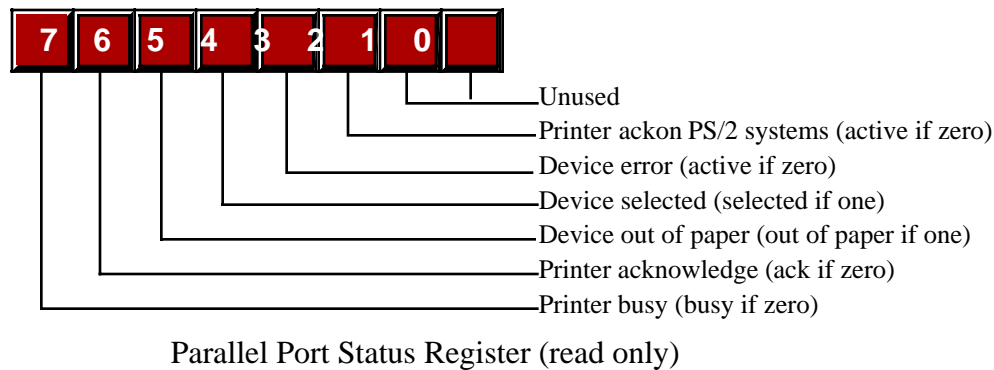 7 6 5 4 3 2 1 0
Unused
Printer ackon PS/2 systems (active if zero)
Device error (active if zero)
Device selected (selected if one)
Device out of paper (out of paper if one)
Printer acknowledge (ack if zero)
Printer busy (busy if zero)
Parallel Port Status Register (read only)